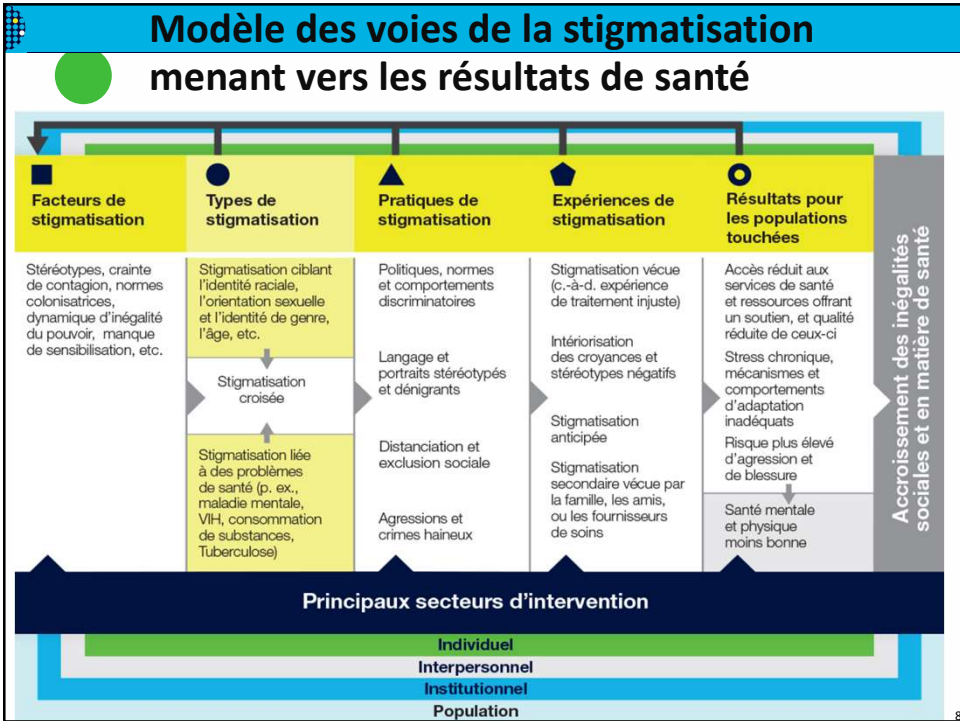 Modèle des voies de la stigmatisation
menant vers les résultats de santé
Facteurs de
stigmatisation
Stéréotypes, crainte
de contagion, normes
colonisatrices,
dynamique d'inégalité
du pouvoir, manque
de sensibilisation, etc.
Types de
stigmatisation
Stigmatisation ciblant
l'identité raciale,
l'orientation sexuelle
et l'identité de genre,
l'âge, etc.
Stigmatisation
croisée
Stigmatisation liée
à des problèmes
de santé (p. ex.,
maladie mentale,
VIH, consommation
de substances,
Tuberculose)
Pratiques de
stigmatisation
Politiques, normes
et comportements
discriminatoires
Langage et
portraits stéréotypés
et dénigrants
Distanciation et
exclusion sociale
Agressions et
crimes haineux
Expériences de
stigmatisation
Stigmatisation vécue
(c.-à-d. expérience
de traitement injuste)
Intériorisation
des croyances et
stéréotypes négatifs
Stigmatisation
anticipée
Stigmatisation
secondaire vécue par
la famille, les amis,
ou les fournisseurs
de soins
Résultats pour
les populations
touchées
Accès réduit aux
services de santé
et ressources offrant
un soutien, et qualité
réduite de ceux-ci
Stress chronique,
mécanismes et
comportements
d'adaptation
inadéquats
Risque plus élevé
d'agression et
de blessure
Santé mentale
et physique
moins bonne
Accroissement des inégalités
sociales et en matière de santé
Principaux secteurs d'intervention
Individuel
Interpersonnel
Institutionnel
Population
8